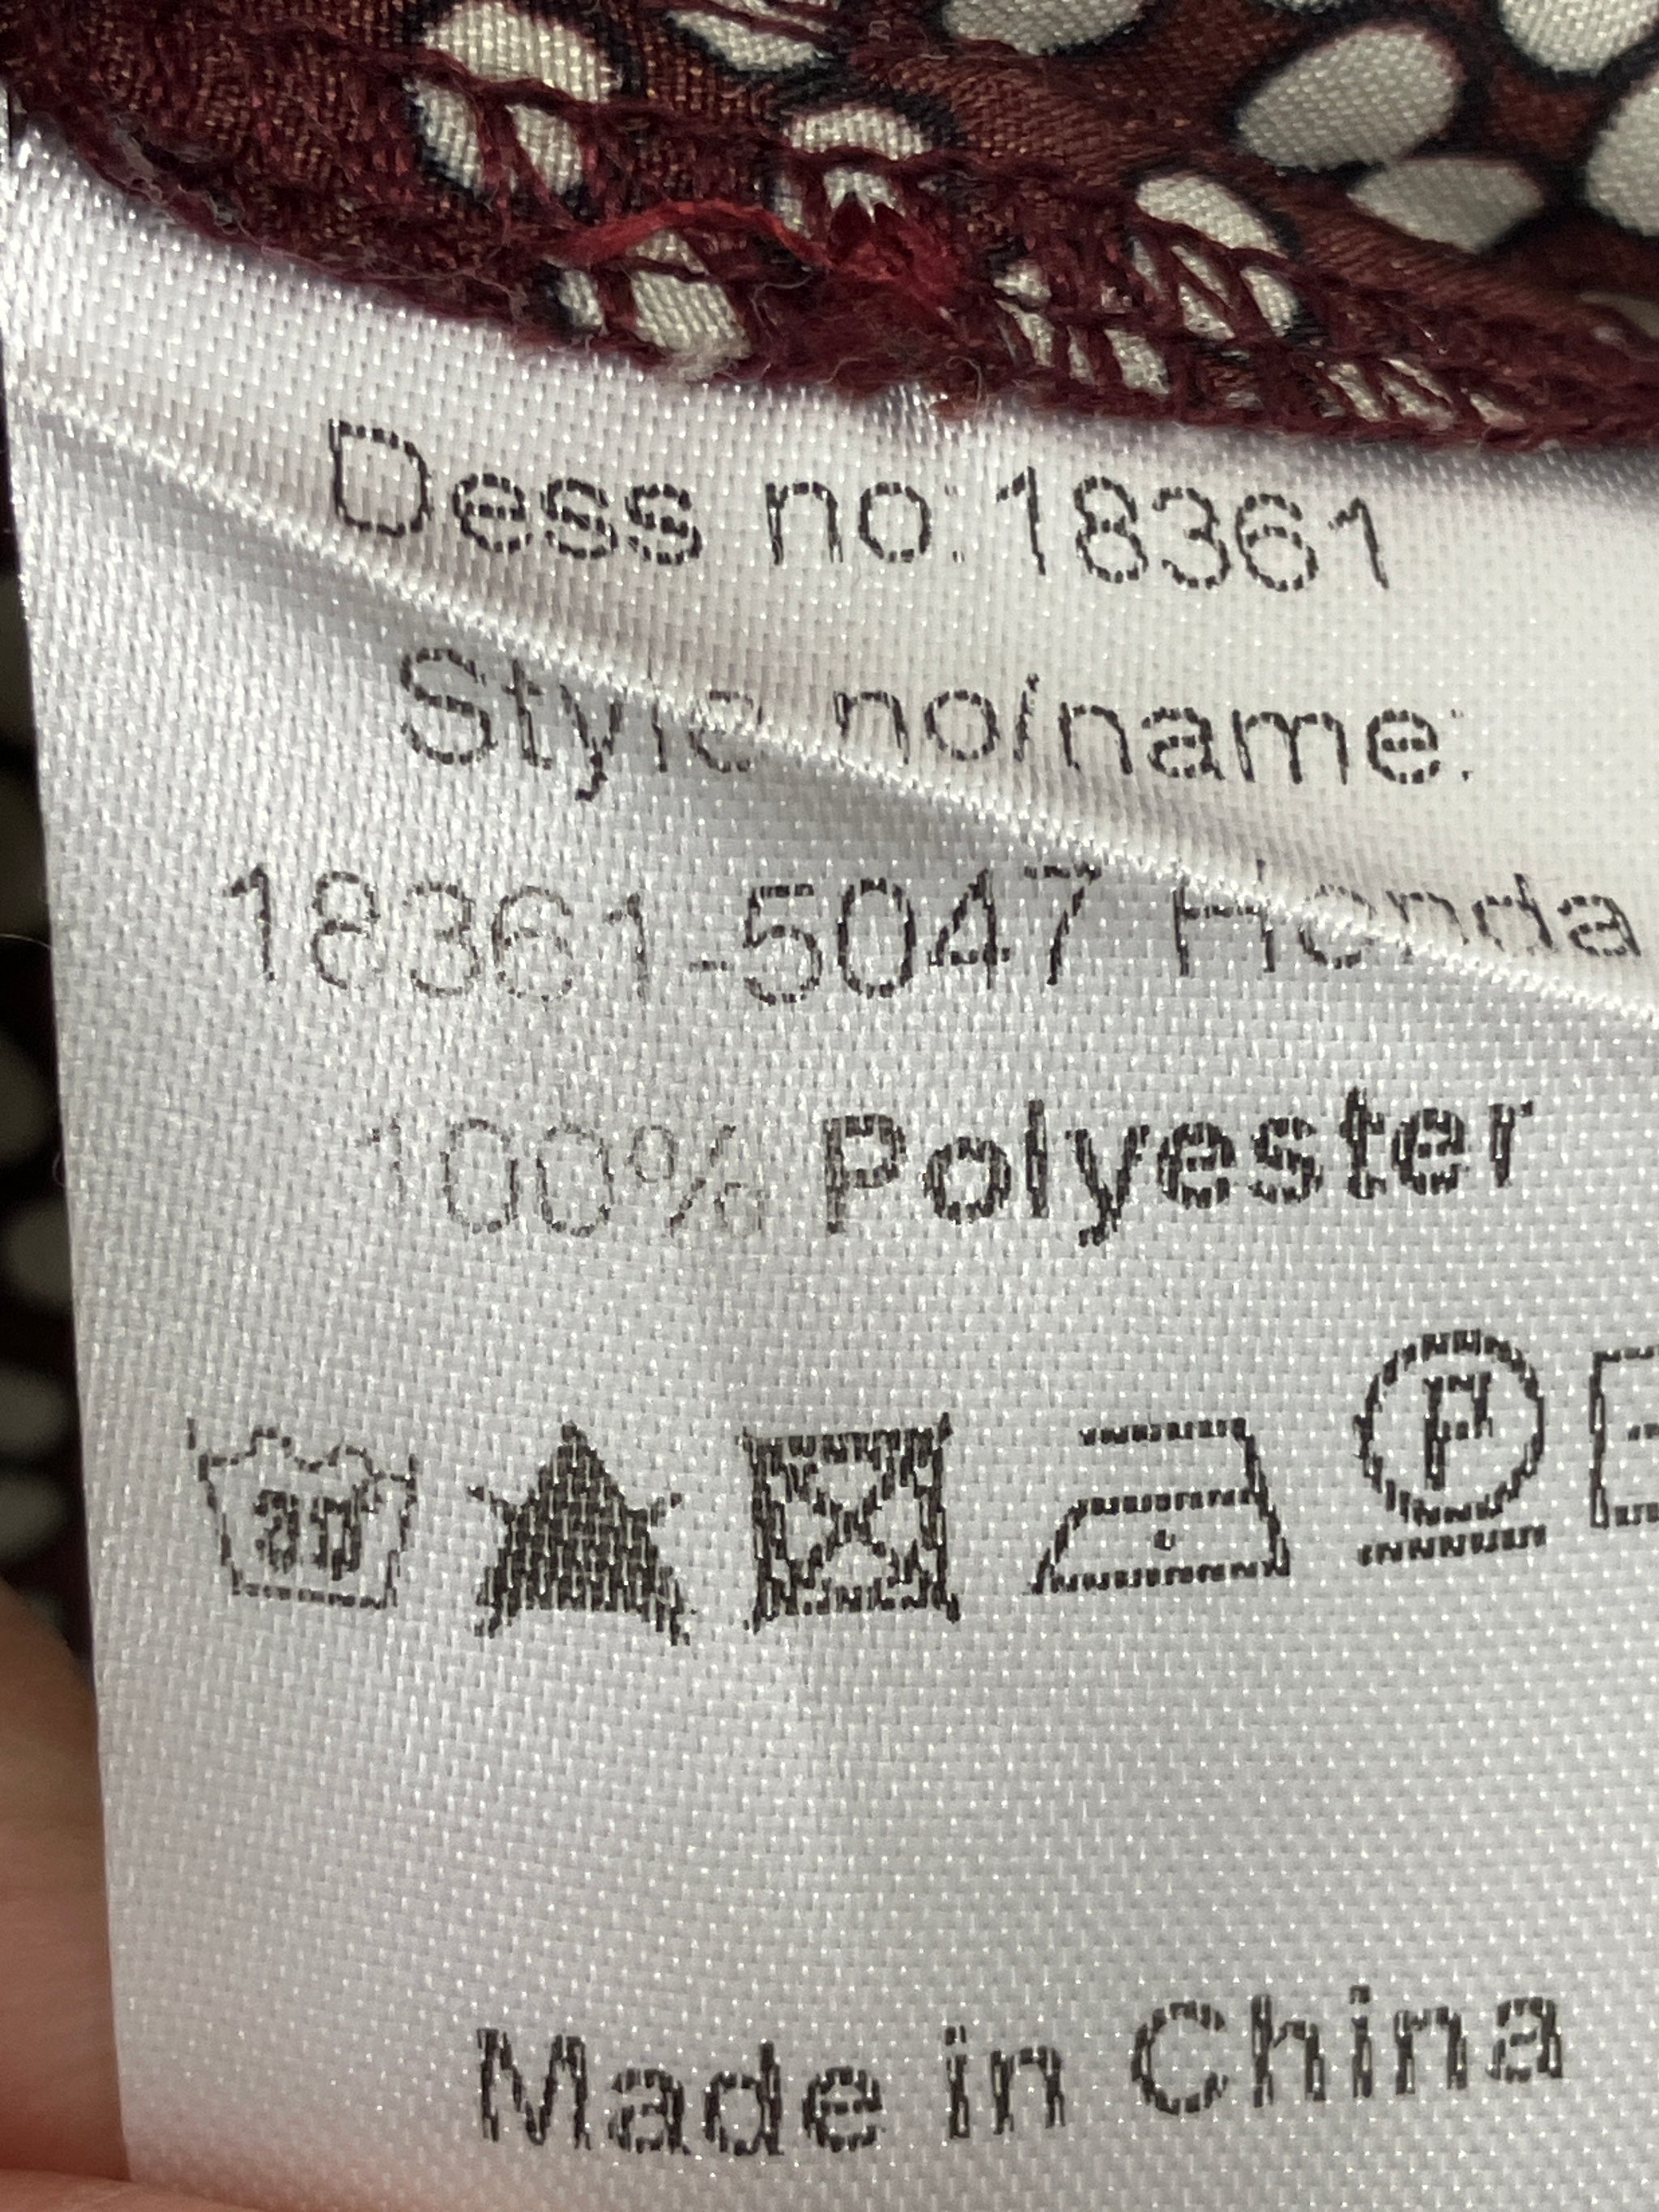 Dess no: 18361
Style no/name:
18361-5047
100% Polyester
P
Made in China